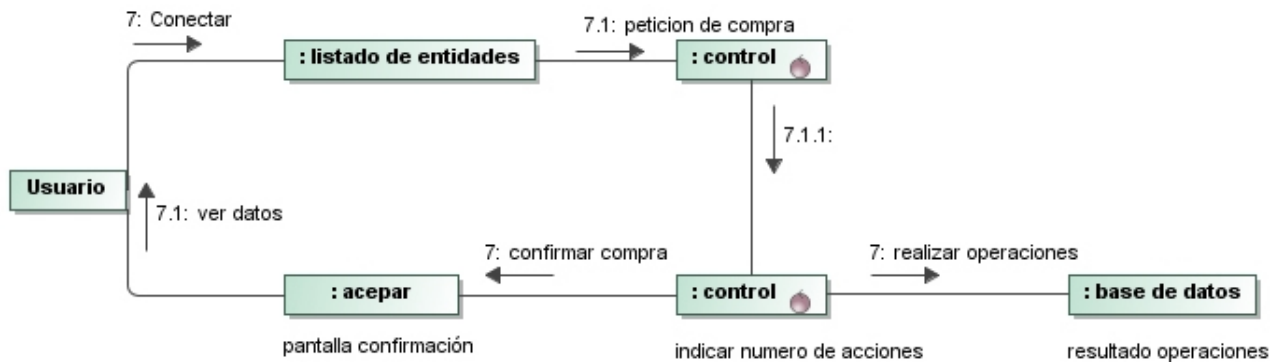 7: Conectar
7.1: peticion de compra
: listado de entidades
: control
7.1.1:
Usuario
7.1: ver datos
7: confirmar compra
7: realizar operaciones
: acepar
: control
: base de datos
pantalla confirmación
indicar numero de acciones
resultado operaciones